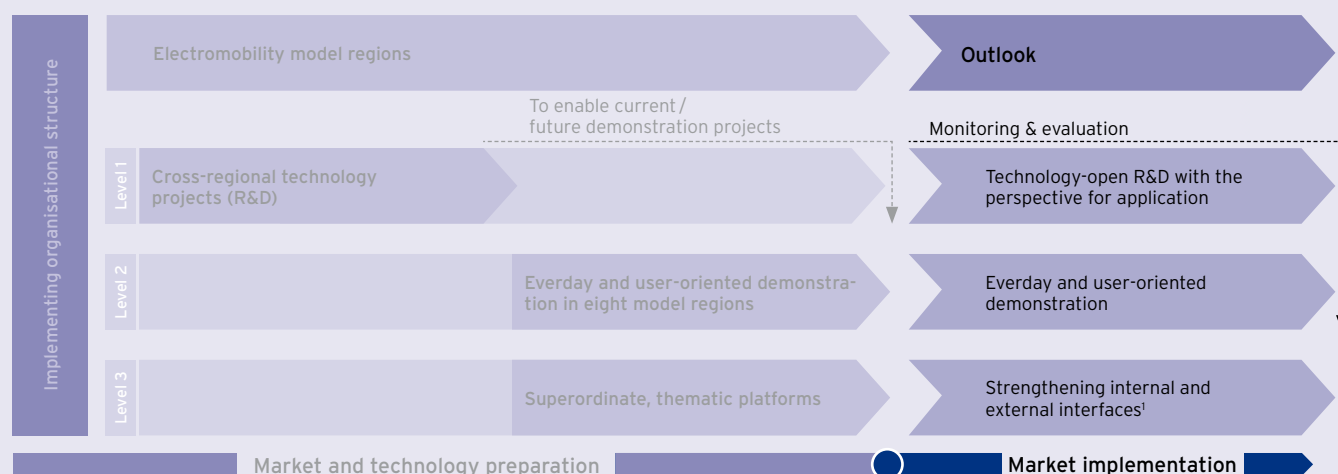 Implementing organisational structure
Electromobility model regions
Outlook
To enable current /
future demonstration projects
Monitoring & evaluation
Level 1
Cross-regional technology
projects (R&D)
Technology-open R&D with the
perspective for application
Level 2
Everday and user-oriented demonstra-
tion in eight model regions
Everday and user-oriented
demonstration
Level 3
Superordinate, thematic platforms
Strengthening internal and
external interfaces¹
Market and technology preparation
Market implementation